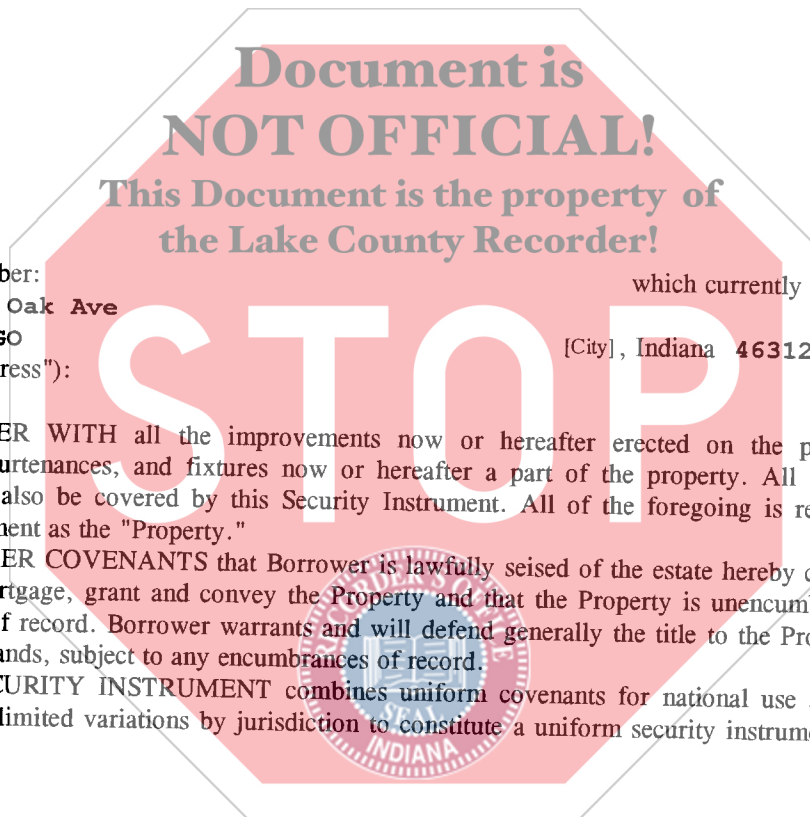 Document is
NOT OFFICIAL!
This Document is the property of
the Lake County Recorder!
ber:
which currently
Oak Ave
GO
[City], Indiana 46312
ress"):
STOP
ER WITH all the improvements now or hereafter erected on the p
urtenances, and fixtures now or hereafter a part of the property. All
also be covered by this Security Instrument. All of the foregoing is re
ent as the "Property."
ER COVENANTS that Borrower is lawfully seised of the estate hereby c
rtgage, grant and convey the Property and that the Property is unencum
f record. Borrower warrants and will defend generally the title to the Pro
ands, subject to any encumbrances of record.
CURITY INSTRUMENT combines uniform covenants for national use
limited variations by jurisdiction to constitute a uniform security instrume
RECORDER'S OFFICE
SEAL
INDIANA